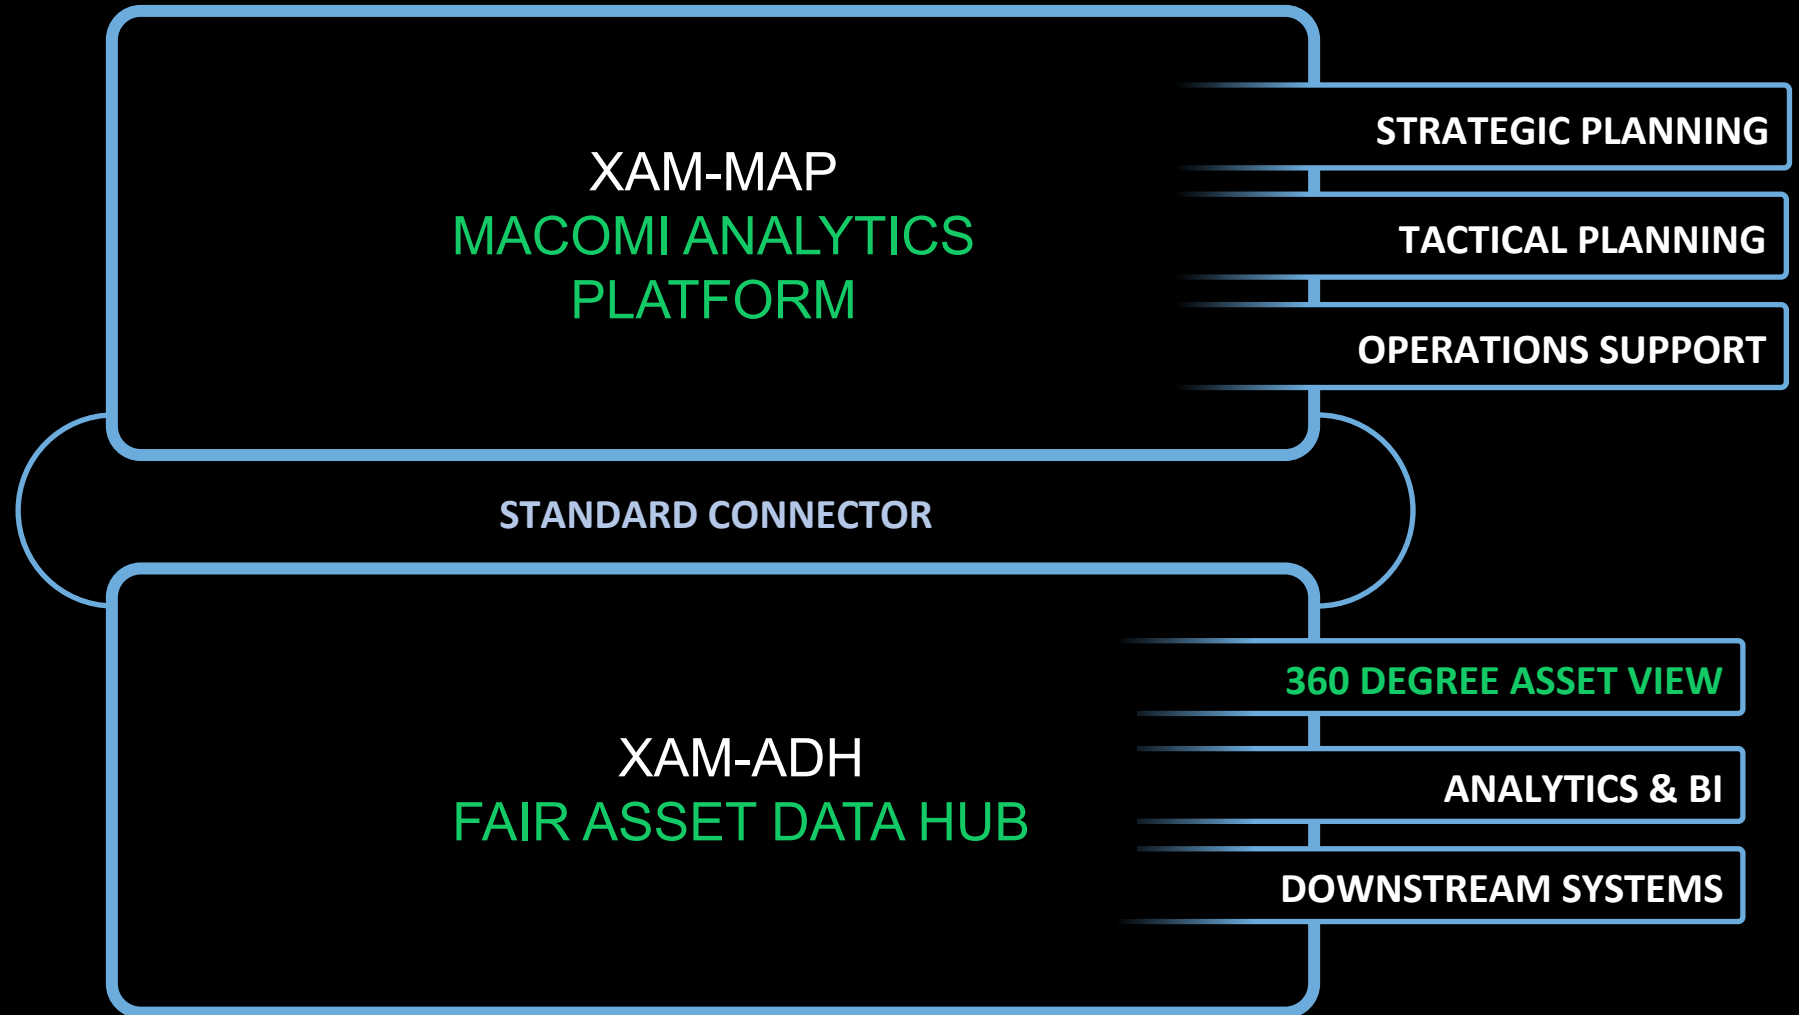 XAM-MAP
MACOMI ANALYTICS
PLATFORM
STRATEGIC PLANNING
TACTICAL PLANNING
OPERATIONS SUPPORT
STANDARD CONNECTOR
XAM-ADH
FAIR ASSET DATA HUB
360 DEGREE ASSET VIEW
ANALYTICS & BI
DOWNSTREAM SYSTEMS